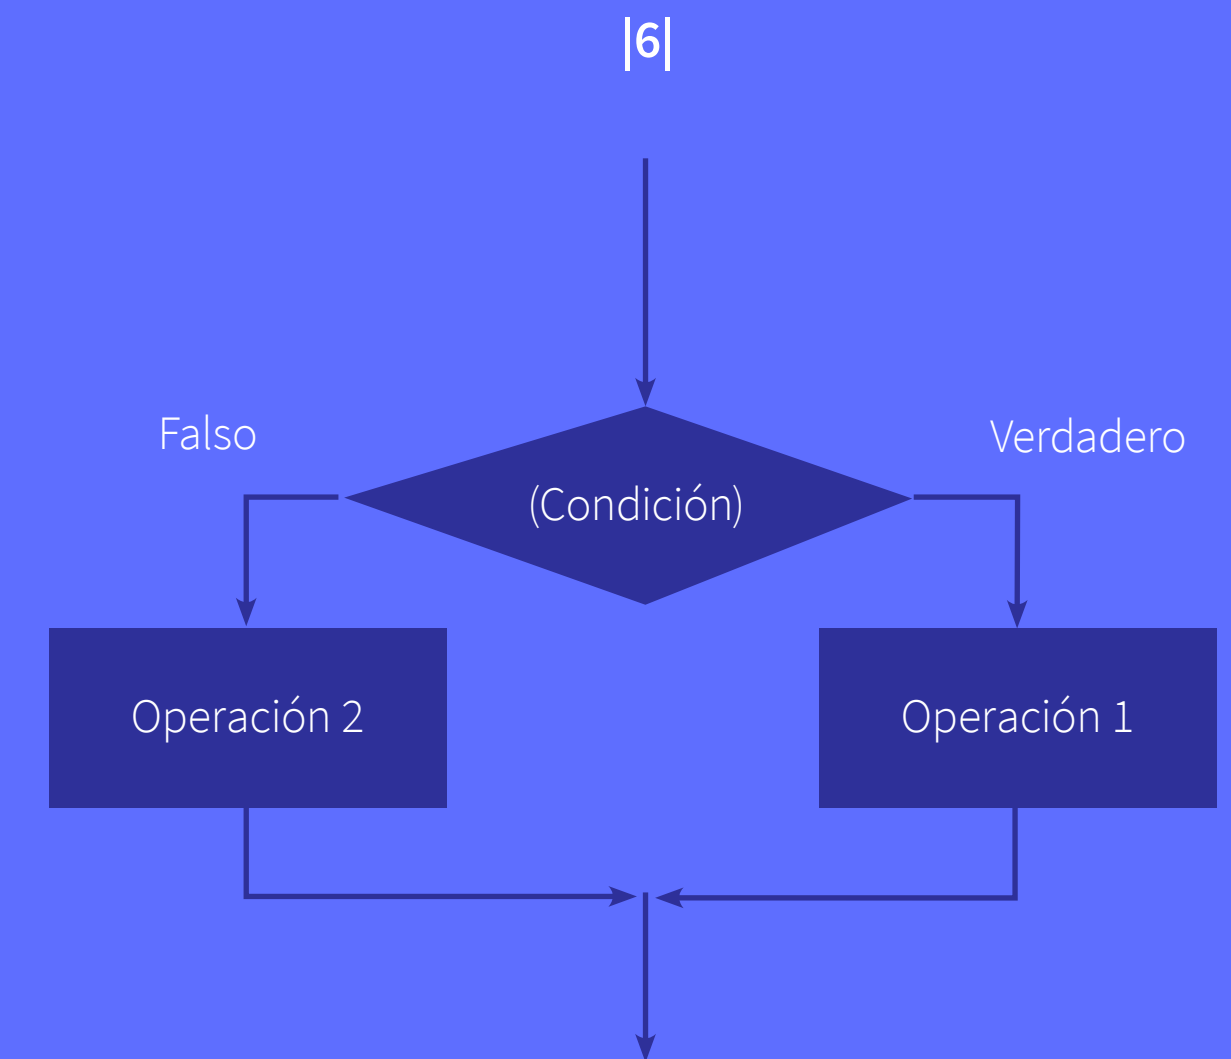 |6|
Falso
Verdadero
(Condición)
Operación 2
Operación 1